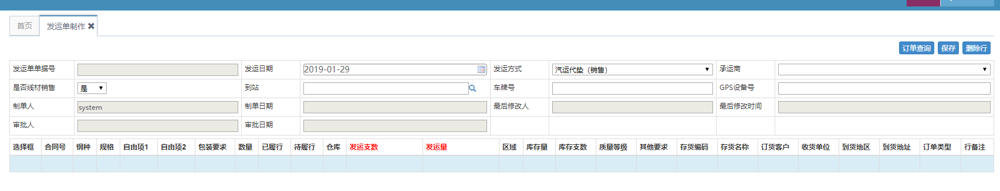 首页 发运单制作
订单查询 保存 删除行
发运单单据号 发运日期 2019-01-29 发运方式 汽运代垫（销售） 承运商
是否线材销售 是 到站 车牌号 GPS设备号
制单人 system 制单日期 最后修改人 最后修改时间
审批人 审批日期
选择框 合同号 钢种 规格 自由项1 自由项2 包装要求 数量 已履行 待履行 仓库 发运支数 发运量 区域 库存量 库存支数 质量等级 其他要求 存货编码 存货名称 订货客户 收货单位 到货地区 到货地址 订单类型 行备注